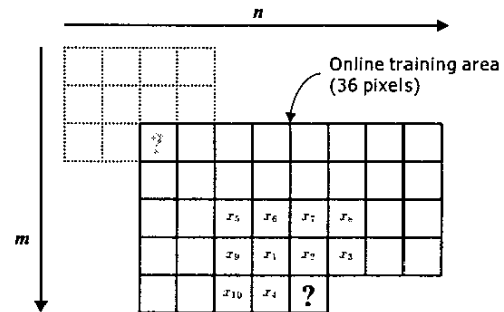 n
Online training area
(36 pixels)
m
x₅ x₆ x₇ x₈
x₉ x₁ x₂ x₃
x₁₀ x₄ ?